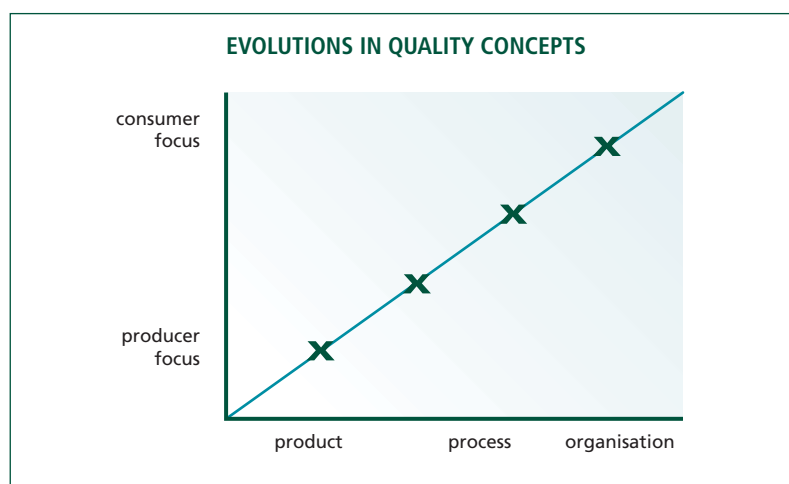 EVOLUTIONS IN QUALITY CONCEPTS
consumer
focus
producer
focus
product process organisation